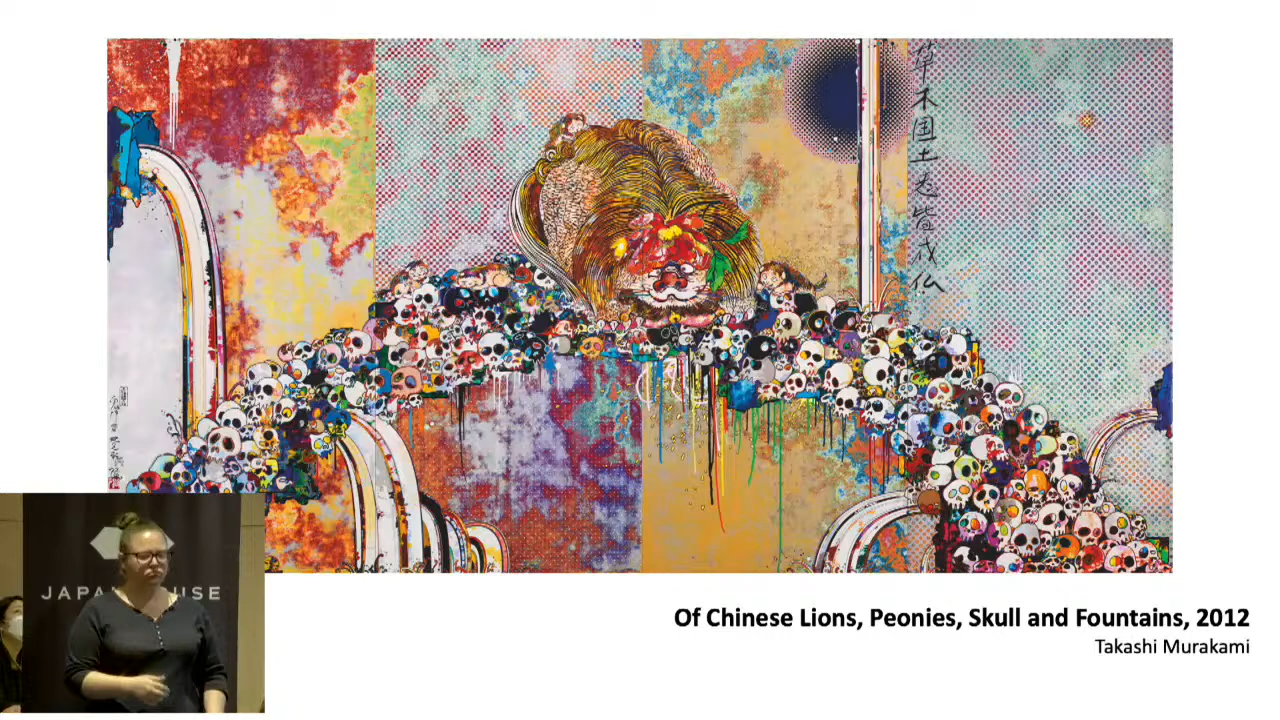 草木国土悉皆成仏
JAPAN HOUSE
Of Chinese Lions, Peonies, Skull and Fountains, 2012
Takashi Murakami